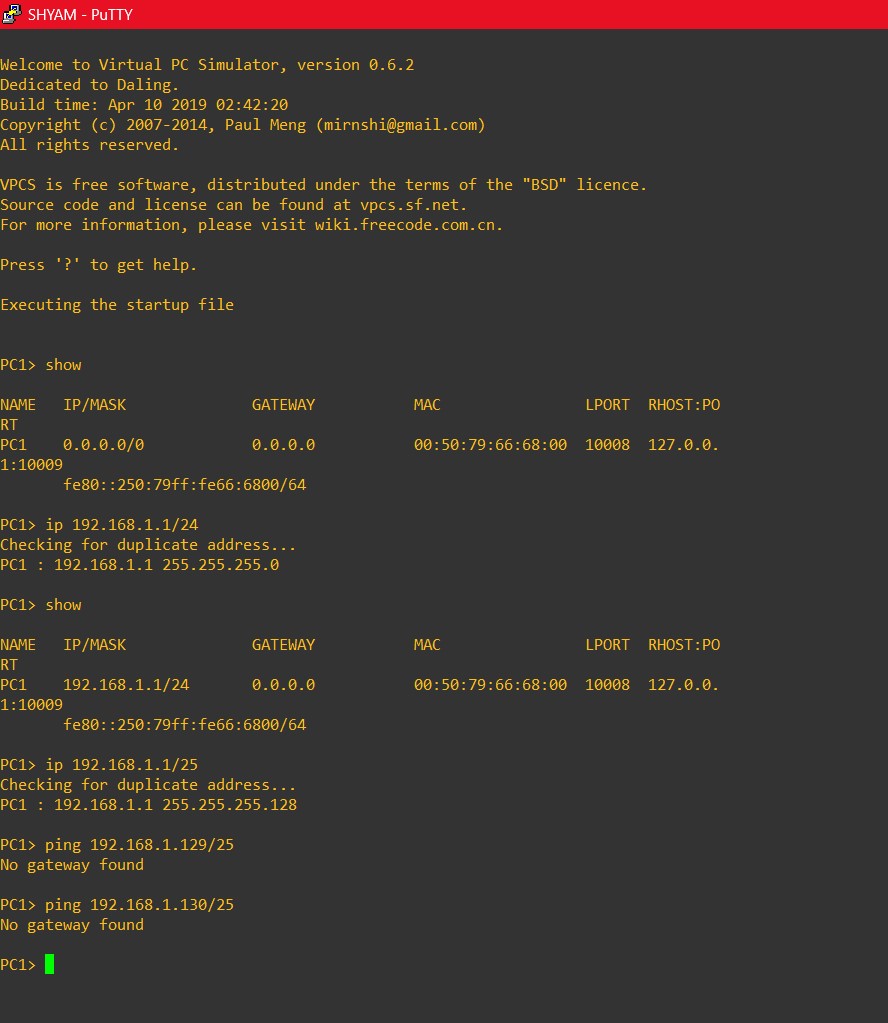 SHYAM - PuTTY
Welcome to Virtual PC Simulator, version 0.6.2
Dedicated to Daling.
Build time: Apr 10 2019 02:42:20
Copyright (c) 2007-2014, Paul Meng (mirnshi@gmail.com)
All rights reserved.
VPCS is free software, distributed under the terms of the "BSD" licence.
Source code and license can be found at vpcs.sf.net.
For more information, please visit wiki.freecode.com.cn.
Press '?' to get help.
Executing the startup file
PC1> show
NAME   IP/MASK              GATEWAY           MAC                LPORT  RHOST:PO
RT
PC1    0.0.0.0/0            0.0.0.0           00:50:79:66:68:00  10008  127.0.0.
1:10009
       fe80::250:79ff:fe66:6800/64
PC1> ip 192.168.1.1/24
Checking for duplicate address...
PC1 : 192.168.1.1 255.255.255.0
PC1> show
NAME   IP/MASK              GATEWAY           MAC                LPORT  RHOST:PO
RT
PC1    192.168.1.1/24       0.0.0.0           00:50:79:66:68:00  10008  127.0.0.
1:10009
       fe80::250:79ff:fe66:6800/64
PC1> ip 192.168.1.1/25
Checking for duplicate address...
PC1 : 192.168.1.1 255.255.255.128
PC1> ping 192.168.1.129/25
No gateway found
PC1> ping 192.168.1.130/25
No gateway found
PC1>